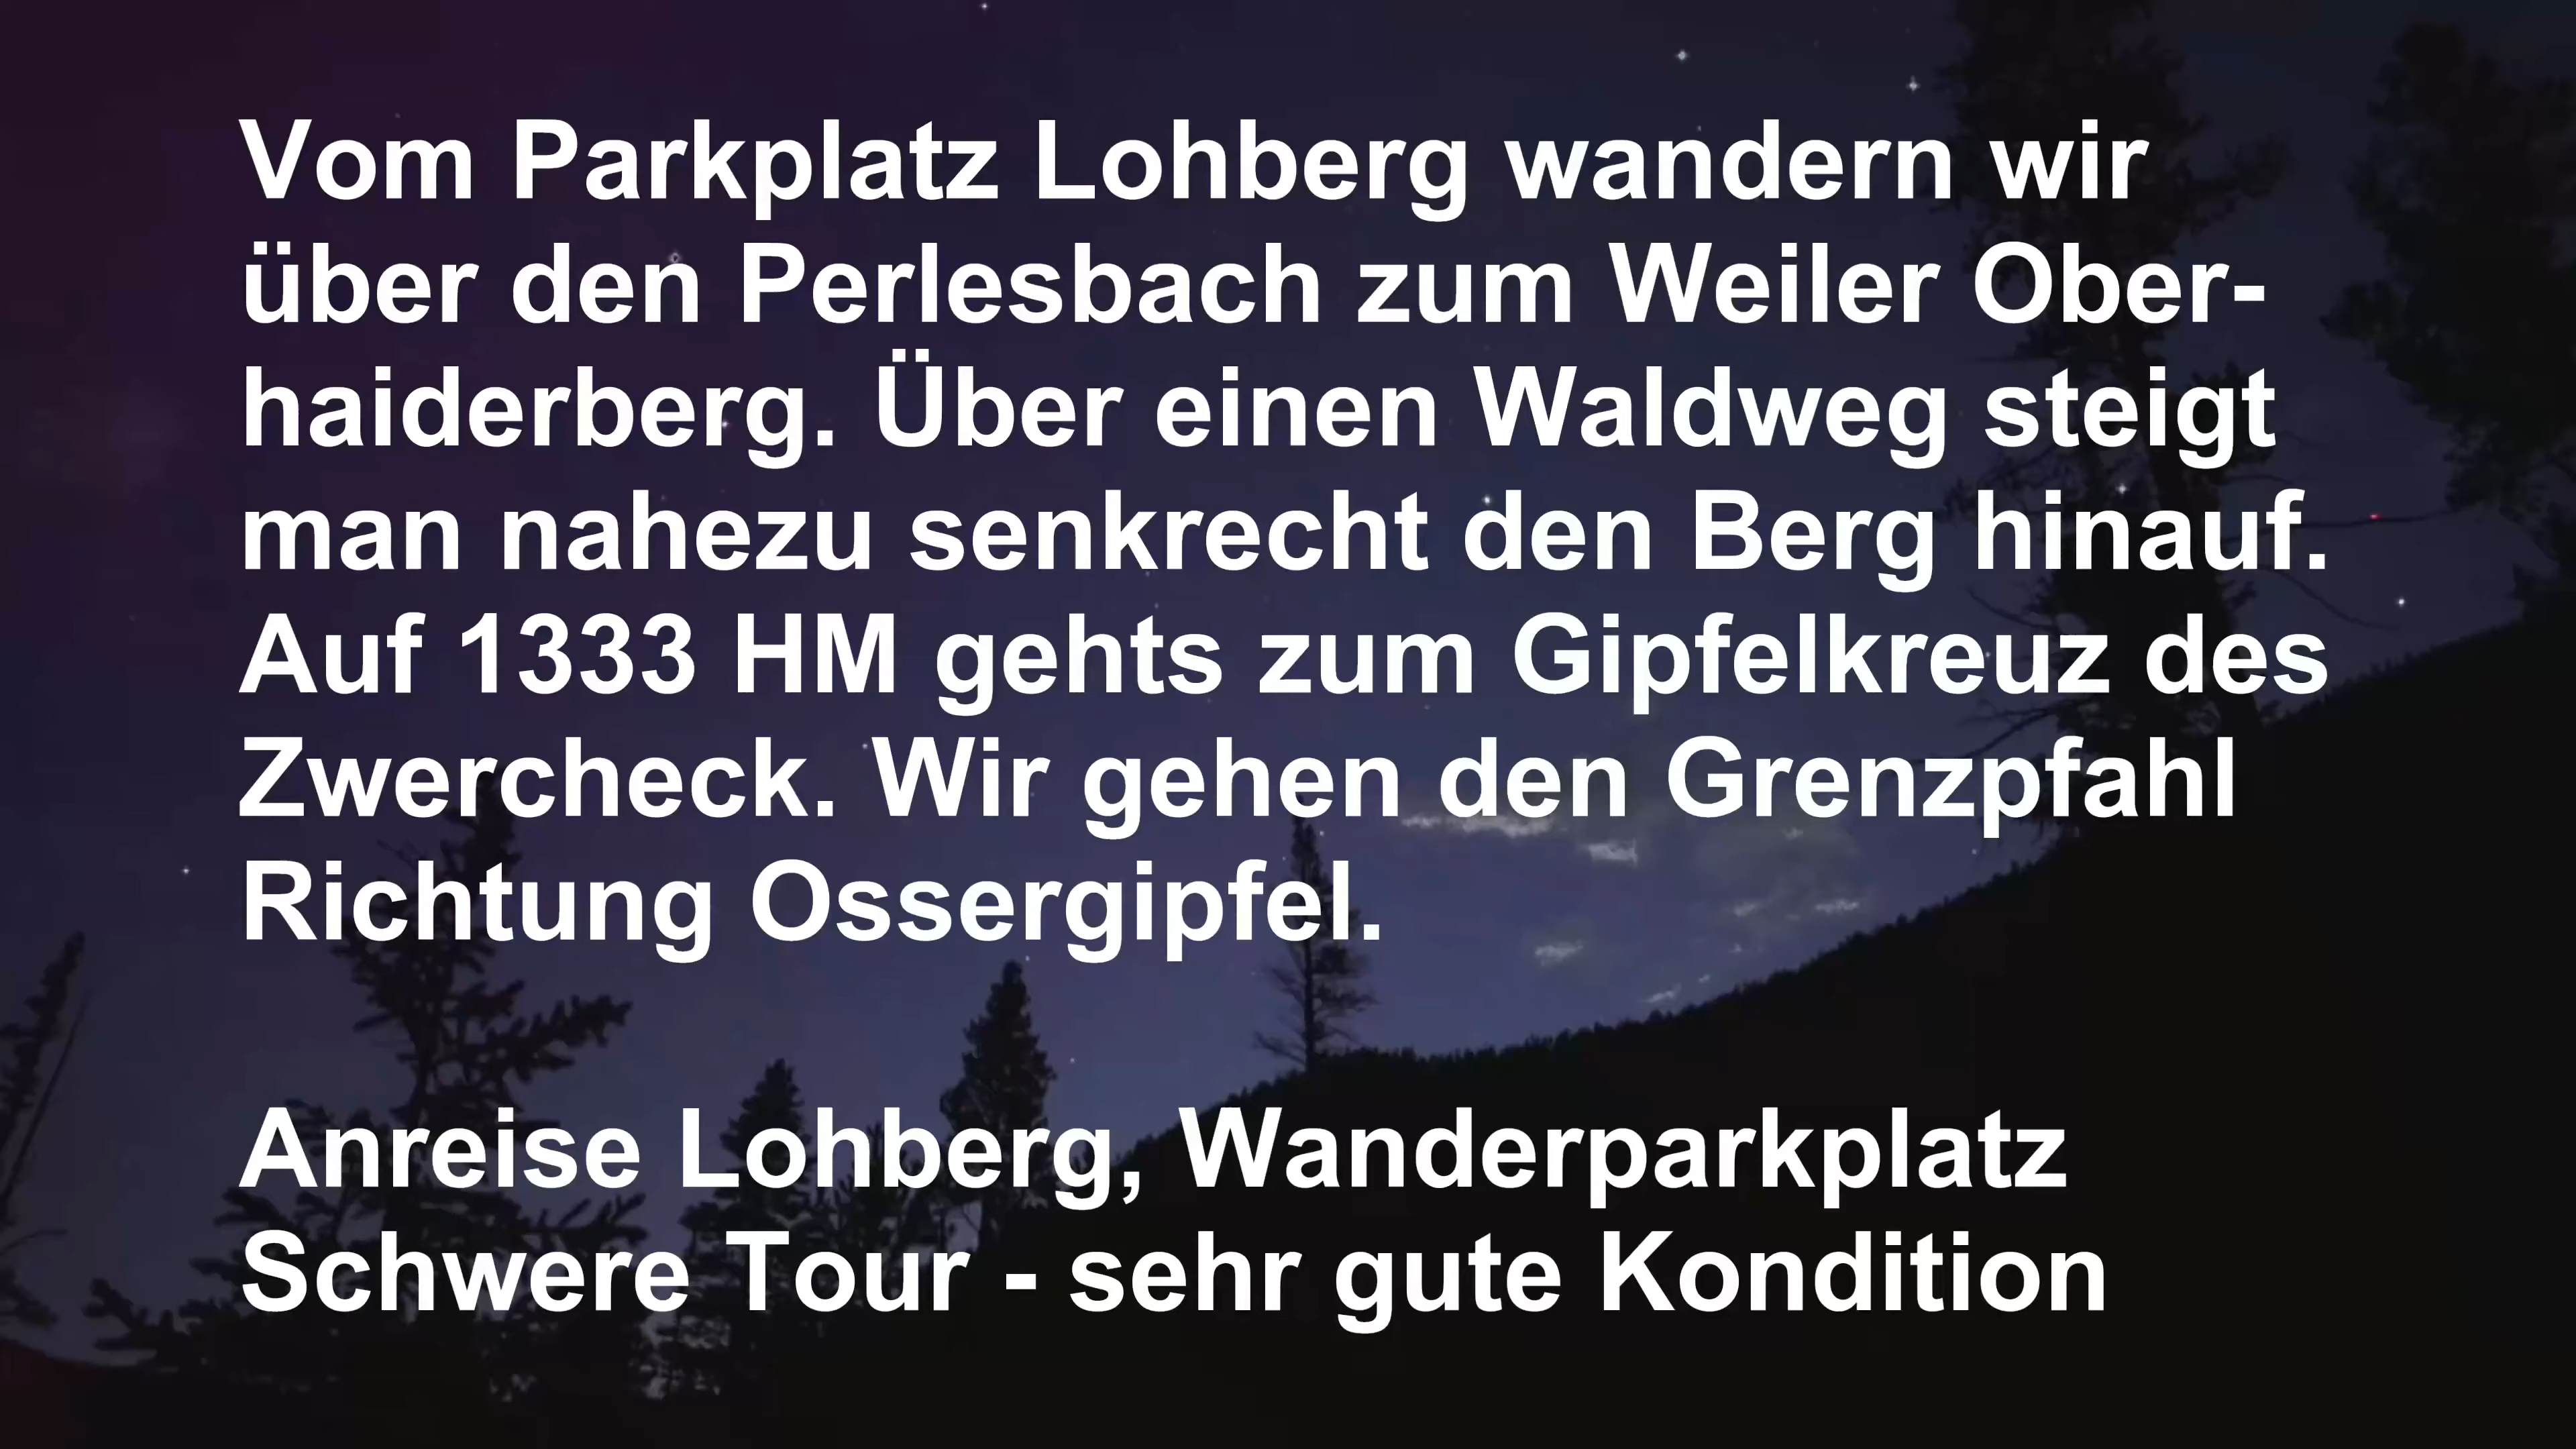 Vom Parkplatz Lohberg wandern wir
über den Perlesbach zum Weiler Ober-
haiderberg. Über einen Waldweg steigt
man nahezu senkrecht den Berg hinauf.
Auf 1333 HM gehts zum Gipfelkreuz des
Zwercheck. Wir gehen den Grenzpfahl
Richtung Ossergipfel.
Anreise Lohberg, Wanderparkplatz
Schwere Tour - sehr gute Kondition